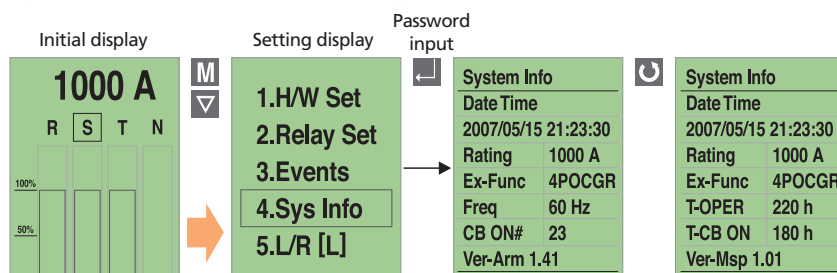 Initial display
1000 A
R S T N
100%
50%
M
Setting display
1.H/W Set
2.Relay Set
3.Events
4.Sys Info
5.L/R [L]
Password
input
System Info
Date Time
2007/05/15 21:23:30
Rating 1000 A
Ex-Func 4POCGR
Freq 60 Hz
CB ON# 23
Ver-Arm 1.41
System Info
Date Time
2007/05/15 21:23:30
Rating 1000 A
Ex-Func 4POCGR
T-OPER 220 h
T-CB ON 180 h
Ver-Msp 1.01